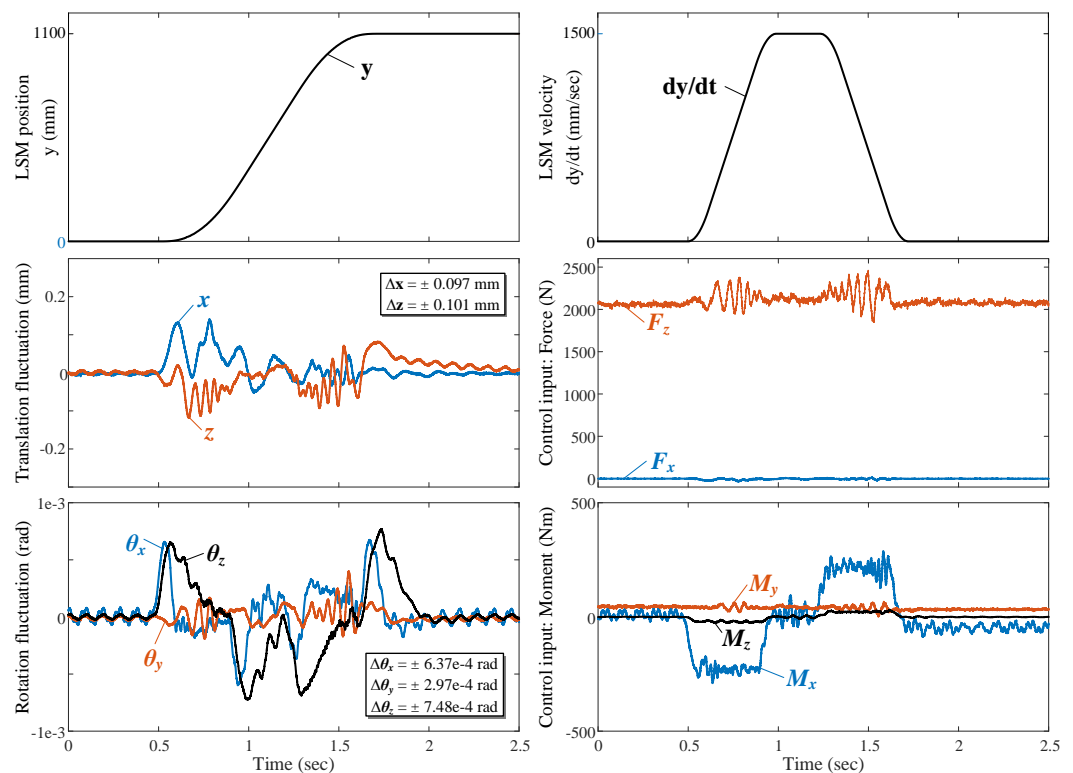 1100
LSM position
y (mm)
y
0
1500
LSM velocity
dy/dt (mm/sec)
dy/dt
0
0.2
0
-0.2
Translation fluctuation (mm)
x
z
Δx = ± 0.097 mm
Δz = ± 0.101 mm
2500
2000
1500
1000
500
0
Control input: Force (N)
F_z
F_x
1e-3
0
-1e-3
Rotation fluctuation (rad)
θ_x
θ_z
θ_y
Δθ_x = ± 6.37e-4 rad
Δθ_y = ± 2.97e-4 rad
Δθ_z = ± 7.48e-4 rad
0 0.5 1 1.5 2 2.5
Time (sec)
500
0
-500
Control input: Moment (Nm)
M_y
M_z
M_x
0 0.5 1 1.5 2 2.5
Time (sec)